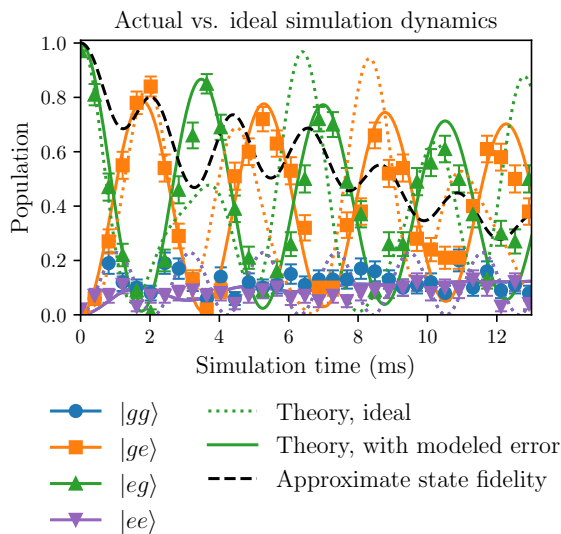 Actual vs. ideal simulation dynamics
Population
1.0
0.8
0.6
0.4
0.2
0.0
0 2 4 6 8 10 12
Simulation time (ms)
|gg⟩
|ge⟩
|eg⟩
|ee⟩
Theory, ideal
Theory, with modeled error
Approximate state fidelity